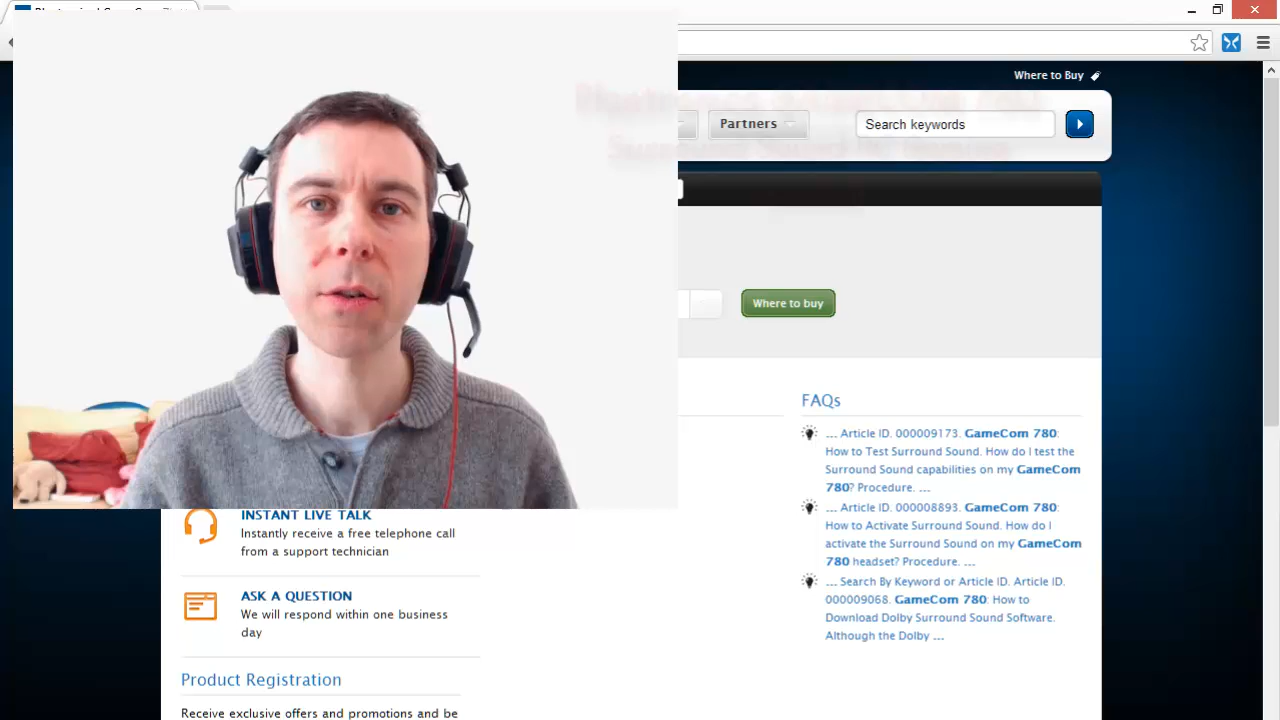 Where to Buy
Partners
Search keywords
Where to buy
FAQs
... Article ID. 000009173. GameCom 780:
How to Test Surround Sound. How do I test the
Surround Sound capabilities on my GameCom
780? Procedure. ...
... Article ID. 000008893. GameCom 780:
How to Activate Surround Sound. How do I
activate the Surround Sound on my GameCom
780 headset? Procedure. ...
... Search By Keyword or Article ID. Article ID.
000009068. GameCom 780: How to
Download Dolby Surround Sound Software.
Although the Dolby ...
INSTANT LIVE TALK
Instantly receive a free telephone call
from a support technician
ASK A QUESTION
We will respond within one business
day
Product Registration
Receive exclusive offers and promotions and be